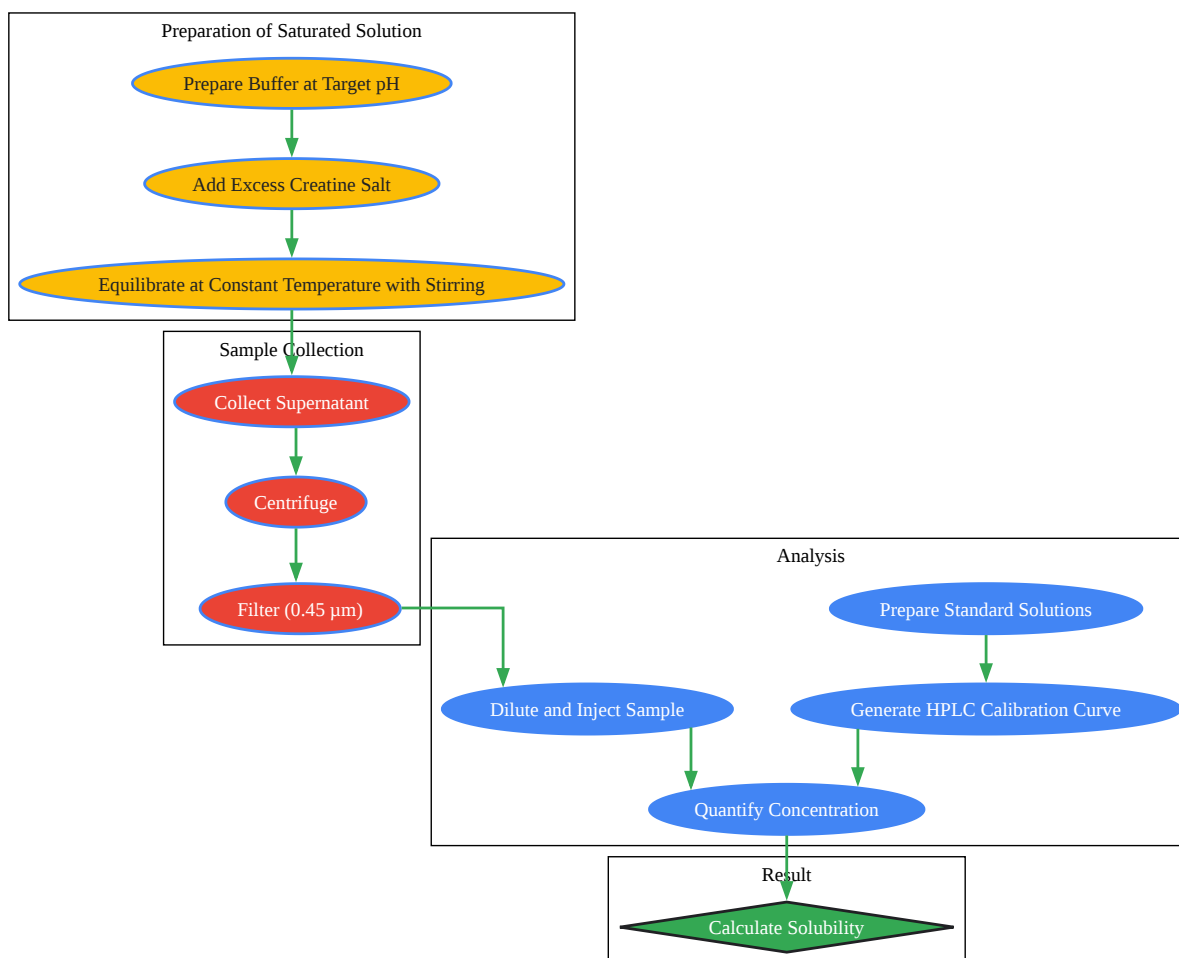 Preparation of Saturated Solution
Prepare Buffer at Target pH
Add Excess Creatine Salt
Equilibrate at Constant Temperature with Stirring
Sample Collection
Collect Supernatant
Centrifuge
Filter (0.45 µm)
Analysis
Prepare Standard Solutions
Dilute and Inject Sample
Generate HPLC Calibration Curve
Quantify Concentration
Result
Calculate Solubility